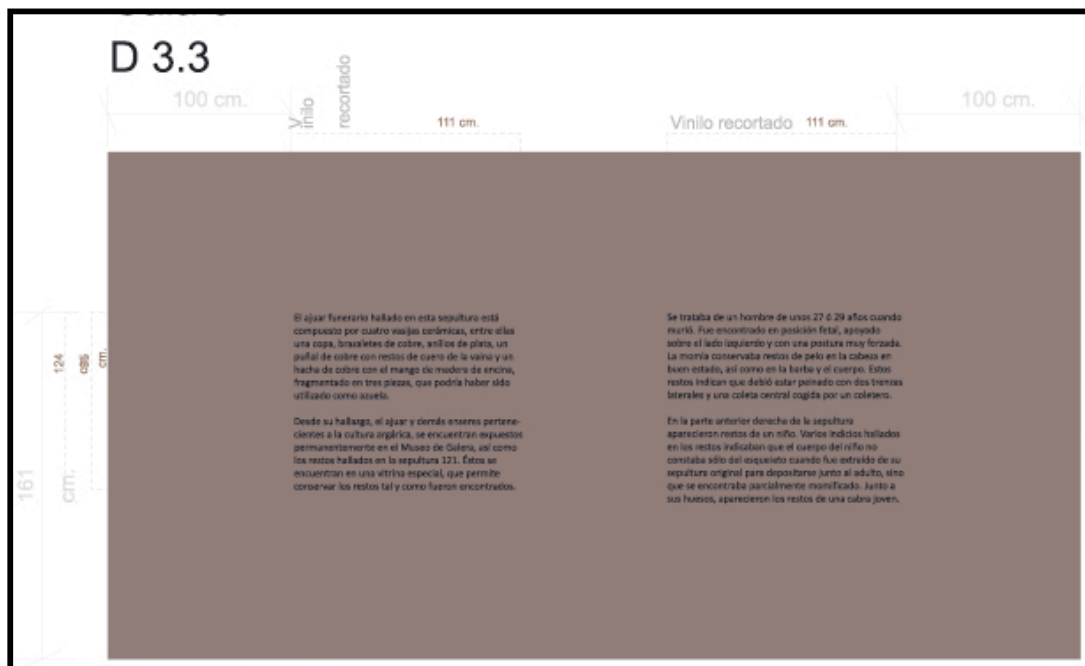 D 3.3
100 cm.
Vinilo
recortado
111 cm.
Vinilo recortado 111 cm.
100 cm.
El ajuar funerario hallado en esta sepultura está
compuesto por cuatro vasijas cerámicas, entre ellas
una copa, brazaletes de cobre, anillos de plata, un
puñal de cobre con restos de cuero de la vaina y un
hacha de cobre con el mango de madera de encina,
fragmentado en tres piezas, que podría haber sido
utilizado como azuela.
Desde su hallazgo, el ajuar y demás enseres pertene-
cientes a la cultura argárica, se encuentran expuestos
permanentemente en el Museo de Galera, así como
los restos hallados en la sepultura 121. Éstos se
encuentran en una vitrina especial, que permite
conservar los restos tal y como fueron encontrados.
Se trataba de un hombre de unos 27 ó 29 años cuando
murió. Fue encontrado en posición fetal, apoyado
sobre el lado izquierdo y con una postura muy forzada.
La momia conservaba restos de pelo en la cabeza en
buen estado, así como en la barba y el cuerpo. Estos
restos indican que debió estar peinado con dos trenzas
laterales y una coleta central cogida por un coletero.
En la parte anterior derecha de la sepultura
aparecieron restos de un niño. Varios indicios hallados
en los restos indicaban que el cuerpo del niño no
constaba sólo del esqueleto cuando fue extraído de su
sepultura original para depositarse junto al adulto, sino
que se encontraba parcialmente momificado. Junto a
sus huesos, aparecieron los restos de una cabra joven.
161
cm.
124
cm.